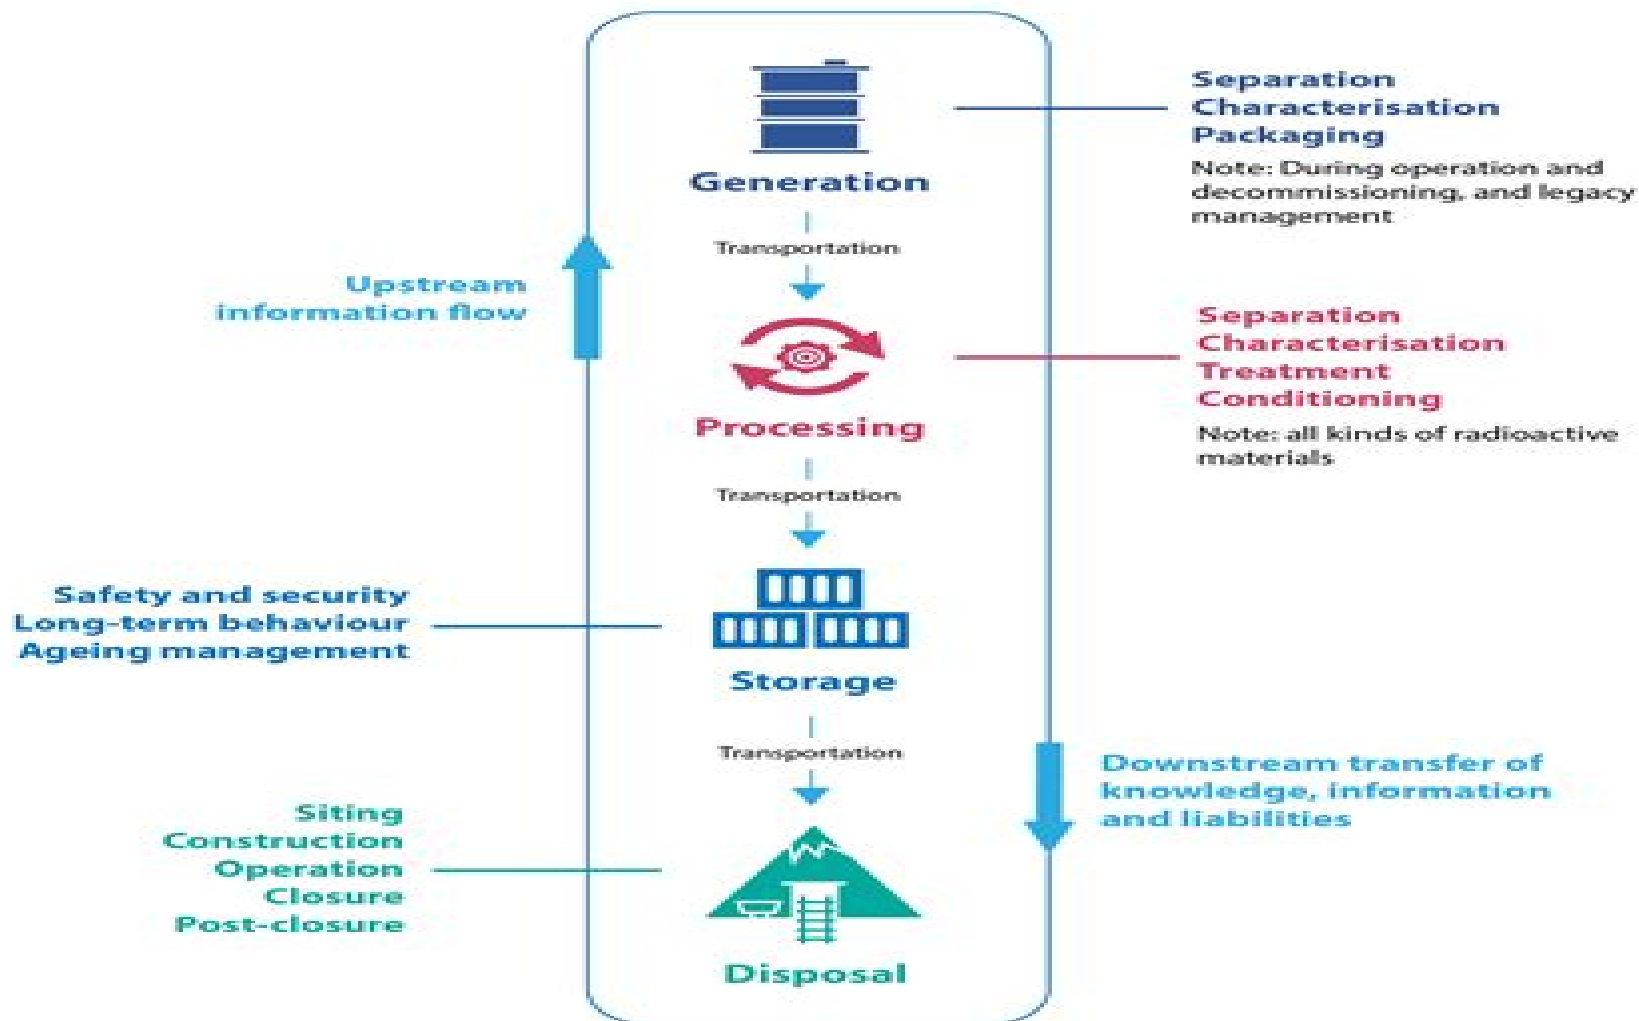 Separation
Characterisation
Packaging
Note: During operation and
decommissioning, and legacy
management
Generation
Transportation
Upstream
information flow
Separation
Characterisation
Treatment
Conditioning
Note: all kinds of radioactive
materials
Processing
Transportation
Safety and security
Long-term behaviour
Ageing management
Storage
Transportation
Downstream transfer of
knowledge, information
and liabilities
Siting
Construction
Operation
Closure
Post-closure
Disposal